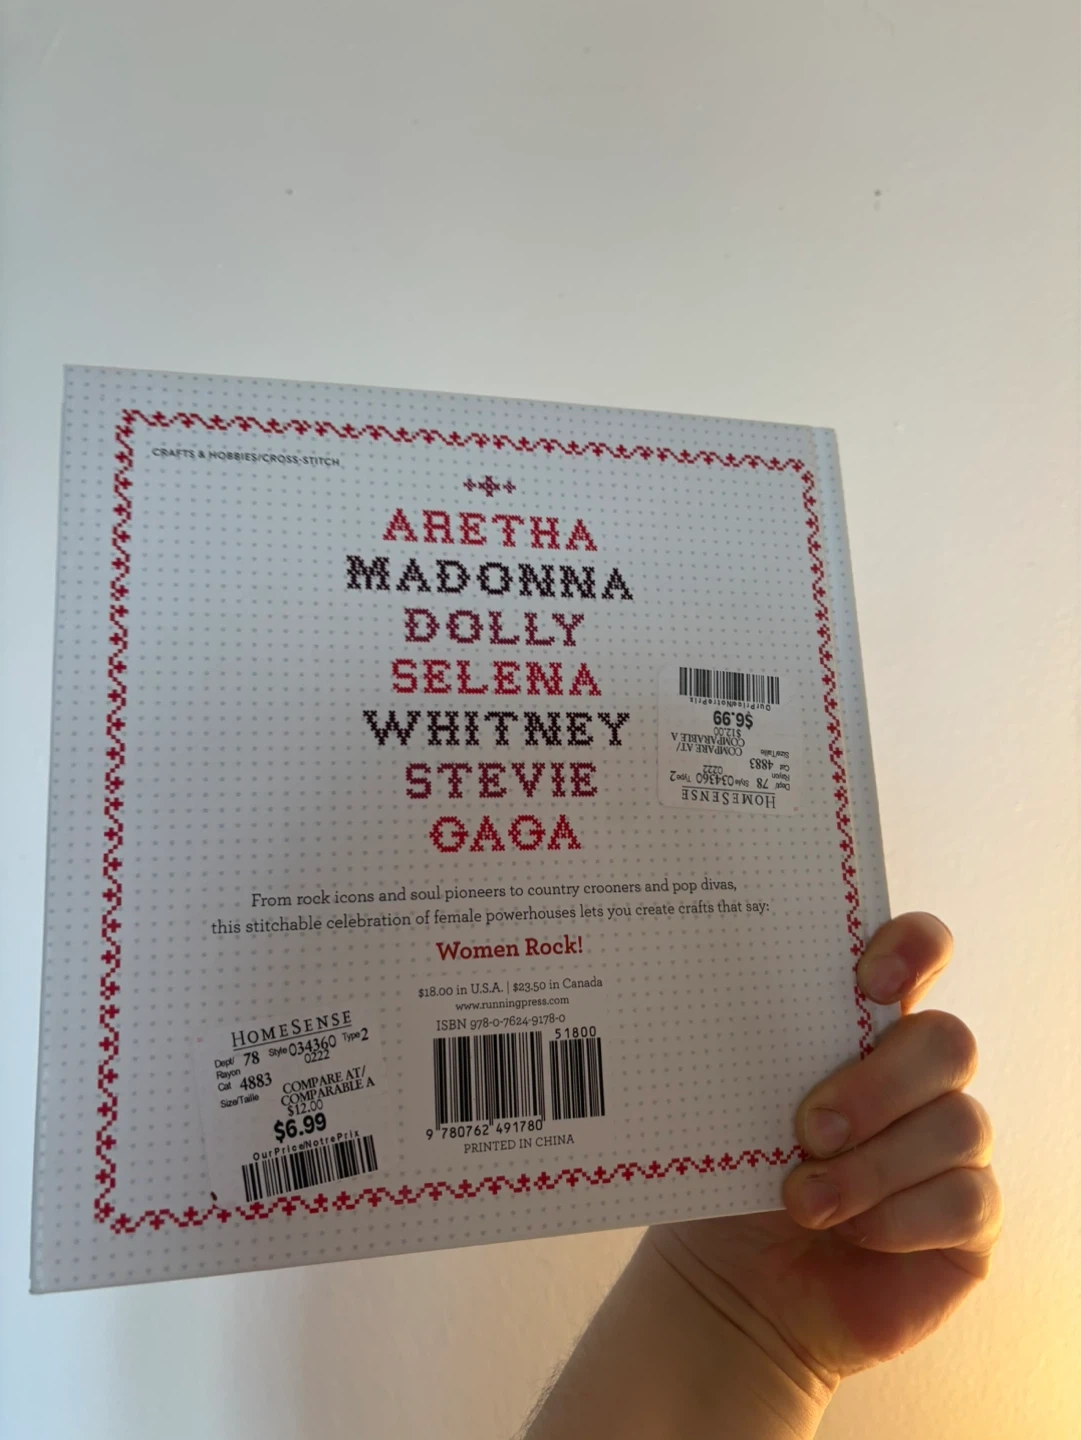 CRAFTS & HOBBIES/CROSS-STITCH
ARETHA
MADONNA
DOLLY
SELENA
WHITNEY
STEVIE
GAGA
HOMESENSE
Dept/ 78 Style 034360 Type 2
Rayon 0222
Cat 4883
Size/Taille
COMPARE AT/
COMPARABLE A
$12.00
$6.99
OurPrice/NotrePrix
From rock icons and soul pioneers to country crooners and pop divas,
this stitchable celebration of female powerhouses lets you create crafts that say:
Women Rock!
$18.00 in U.S.A. | $23.50 in Canada
www.runningpress.com
ISBN 978-0-7624-9178-0
51800
9 780762 491780
PRINTED IN CHINA
HOMESENSE
Dept/ 78 Style 034360 Type 2
Rayon 0222
Cat 4883
Size/Taille
COMPARE AT/
COMPARABLE A
$12.00
$6.99
OurPrice/NotrePrix